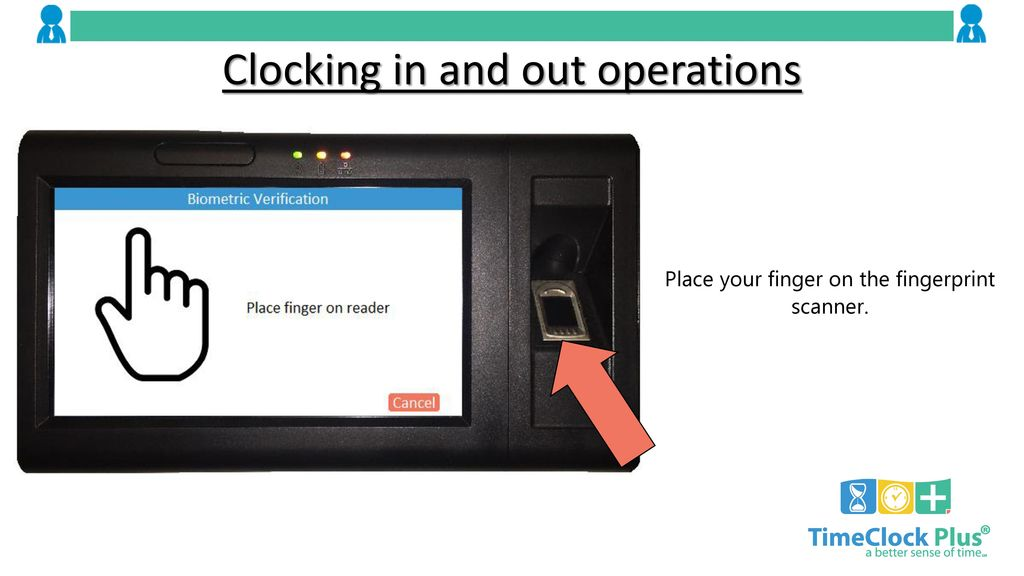 Clocking in and out operations
Biometric Verification
Place finger on reader
Cancel
Place your finger on the fingerprint
scanner.
TimeClock Plus®
a better sense of time℠